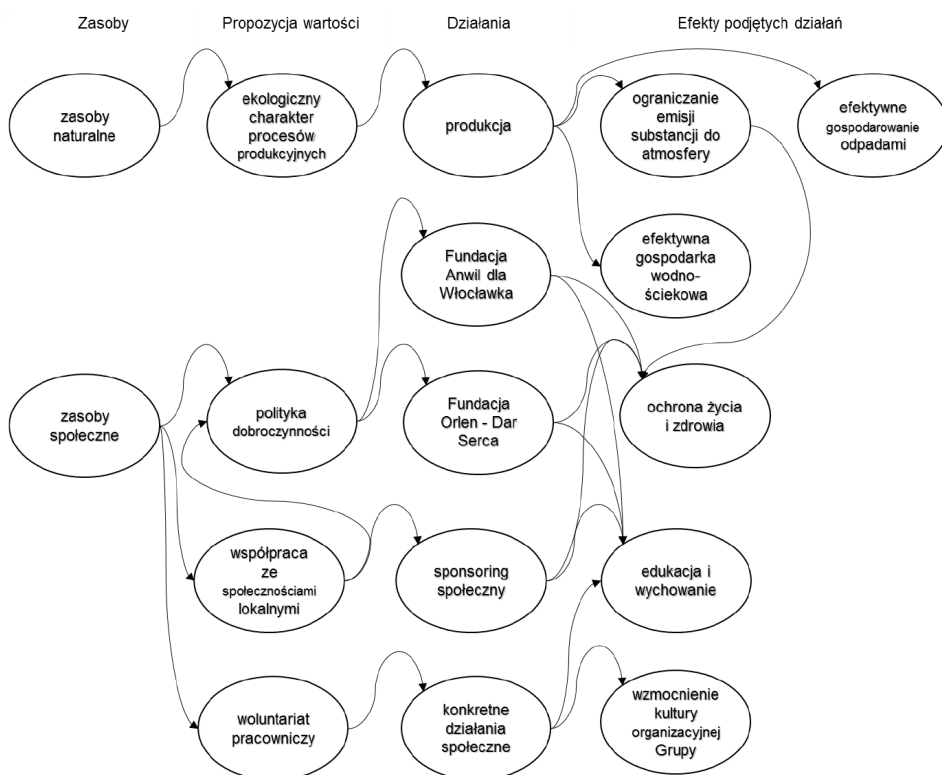 Zasoby
Propozycja wartości
Działania
Efekty podjętych działań
zasoby
naturalne
ekologiczny
charakter
procesów
produkcyjnych
produkcja
ograniczanie
emisji
substancji do
atmosfery
efektywne
gospodarowanie
odpadami
Fundacja
Anwil dla
Włocławka
efektywna
gospodarka
wodno-
ściekowa
zasoby
społeczne
polityka
dobroczynności
Fundacja
Orlen - Dar
Serca
ochrona życia
i zdrowia
współpraca
ze
społecznościami
lokalnymi
sponsoring
społeczny
edukacja i
wychowanie
woluntariat
pracowniczy
konkretne
działania
społeczne
wzmocnienie
kultury
organizacyjnej
Grupy